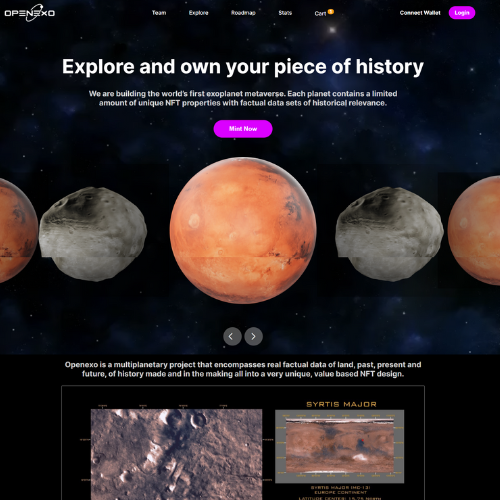 OPENEXO
Team Explore Roadmap Stats Cart Connect Wallet Login
Explore and own your piece of history
We are building the world's first exoplanet metaverse. Each planet contains a limited
amount of unique NFT properties with factual data sets of historical relevance.
Mint Now
Openexo is a multiplanetary project that encompasses real factual data of land, past, present and
future, of history made and in the making all into a very unique, value based NFT design.
SYRTIS MAJOR
SYRTIS MAJOR (MC-13)
EUROPE CONTINENT